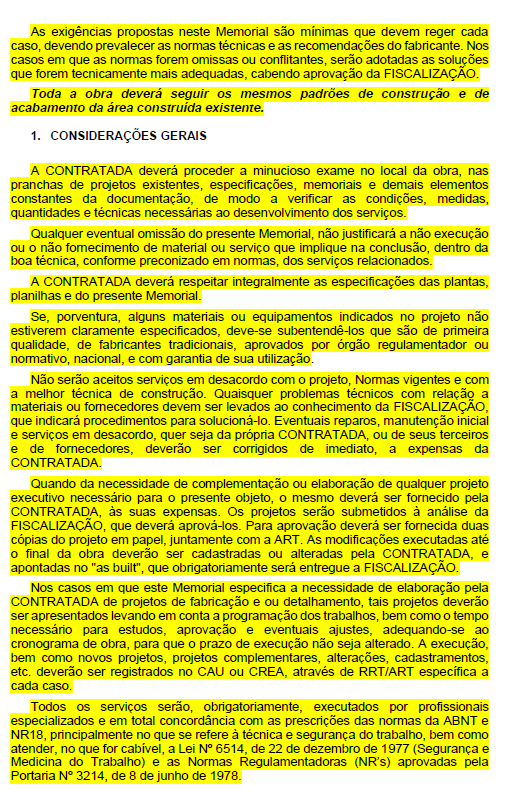 As exigências propostas neste Memorial são mínimas que devem reger cada
caso, devendo prevalecer as normas técnicas e as recomendações do fabricante. Nos
casos em que as normas forem omissas ou conflitantes, serão adotadas as soluções
que forem tecnicamente mais adequadas, cabendo aprovação da FISCALIZAÇÃO.
Toda a obra deverá seguir os mesmos padrões de construção e de
acabamento da área construída existente.
1. CONSIDERAÇÕES GERAIS
A CONTRATADA deverá proceder a minucioso exame no local da obra, nas
pranchas de projetos existentes, especificações, memoriais e demais elementos
constantes da documentação, de modo a verificar as condições, medidas,
quantidades e técnicas necessárias ao desenvolvimento dos serviços.
Qualquer eventual omissão do presente Memorial, não justificará a não execução
ou o não fornecimento de material ou serviço que implique na conclusão, dentro da
boa técnica, conforme preconizado em normas, dos serviços relacionados.
A CONTRATADA deverá respeitar integralmente as especificações das plantas,
planilhas e do presente Memorial.
Se, porventura, alguns materiais ou equipamentos indicados no projeto não
estiverem claramente especificados, deve-se subentendê-los que são de primeira
qualidade, de fabricantes tradicionais, aprovados por órgão regulamentador ou
normativo, nacional, e com garantia de sua utilização.
Não serão aceitos serviços em desacordo com o projeto, Normas vigentes e com
a melhor técnica de construção. Quaisquer problemas técnicos com relação a
materiais ou fornecedores devem ser levados ao conhecimento da FISCALIZAÇÃO,
que indicará procedimentos para solucioná-lo. Eventuais reparos, manutenção inicial
e serviços em desacordo, quer seja da própria CONTRATADA, ou de seus terceiros
e de fornecedores, deverão ser corrigidos de imediato, a expensas da
CONTRATADA.
Quando da necessidade de complementação ou elaboração de qualquer projeto
executivo necessário para o presente objeto, o mesmo deverá ser fornecido pela
CONTRATADA, às suas expensas. Os projetos serão submetidos à análise da
FISCALIZAÇÃO, que deverá aprová-los. Para aprovação deverá ser fornecida duas
cópias do projeto em papel, juntamente com a ART. As modificações executadas até
o final da obra deverão ser cadastradas ou alteradas pela CONTRATADA, e
apontadas no "as built", que obrigatoriamente será entregue a FISCALIZAÇÃO.
Nos casos em que este Memorial especifica a necessidade de elaboração pela
CONTRATADA de projetos de fabricação e ou detalhamento, tais projetos deverão
ser apresentados levando em conta a programação dos trabalhos, bem como o tempo
necessário para estudos, aprovação e eventuais ajustes, adequando-se ao
cronograma de obra, para que o prazo de execução não seja alterado. A execução,
bem como novos projetos, projetos complementares, alterações, cadastramentos,
etc. deverão ser registrados no CAU ou CREA, através de RRT/ART específica a
cada caso.
Todos os serviços serão, obrigatoriamente, executados por profissionais
especializados e em total concordância com as prescrições das normas da ABNT e
NR18, principalmente no que se refere à técnica e segurança do trabalho, bem como
atender, no que for cabível, a Lei Nº 6514, de 22 de dezembro de 1977 (Segurança e
Medicina do Trabalho) e as Normas Regulamentadoras (NR's) aprovadas pela
Portaria Nº 3214, de 8 de junho de 1978.